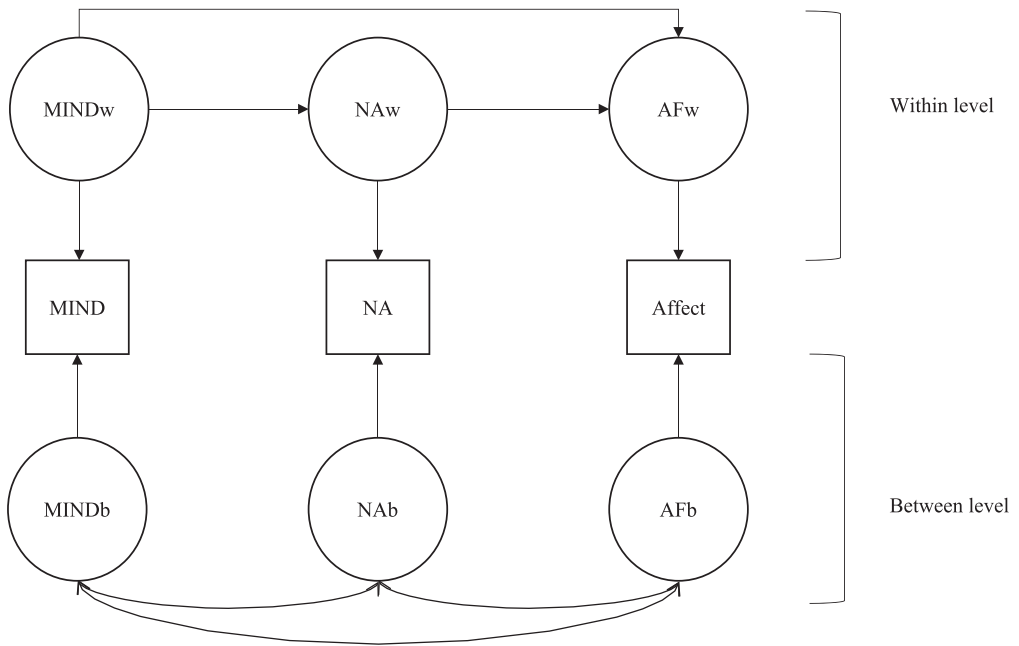 MINDw
NAw
AFw
Within level
MIND
NA
Affect
MINDb
NAb
AFb
Between level